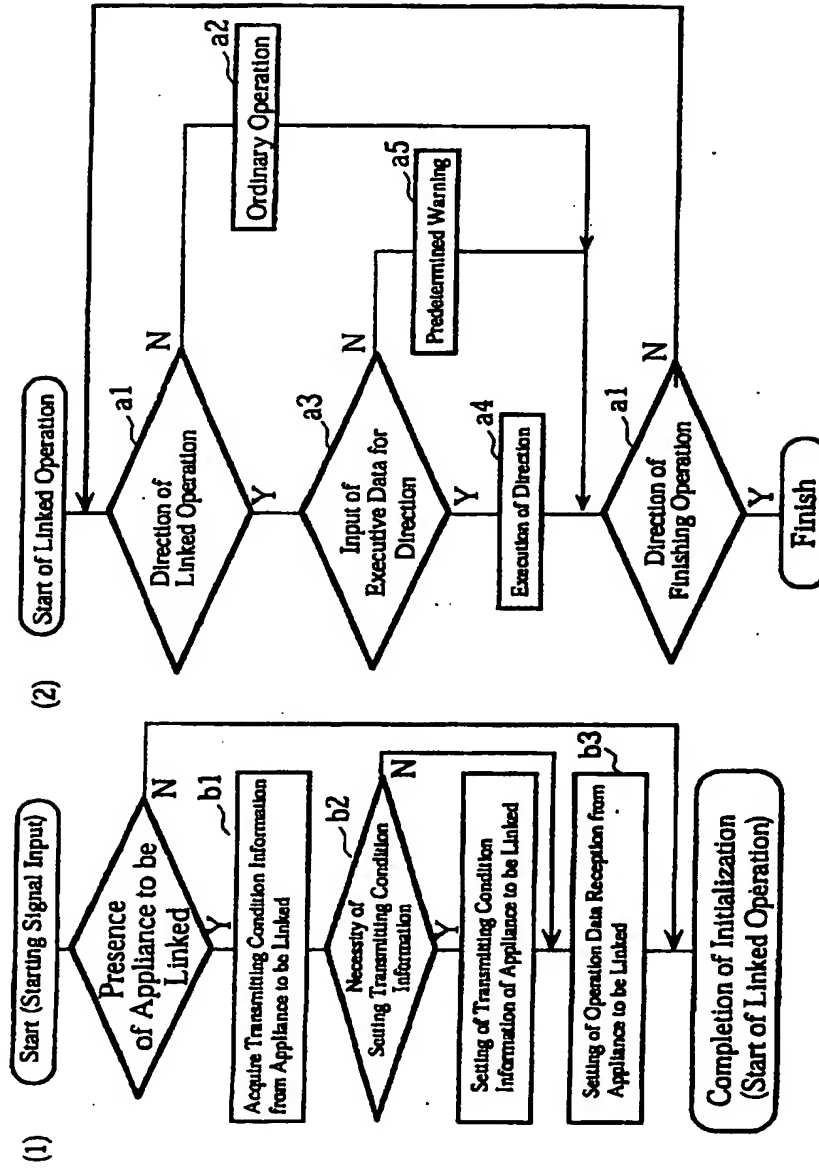 (1)
Start (Starting Signal Input)
Presence
of Appliance to be
Linked
N
Y
b1
Acquire Transmitting Condition Information
from Appliance to be Linked
b2
Necessity of
Setting Transmitting Condition
Information
N
Y
Setting of Transmitting Condition
Information of Appliance to be Linked
b3
Setting of Operation Data Reception from
Appliance to be Linked
Completion of Initialization
(Start of Linked Operation)
(2)
Start of Linked Operation
a1
Direction of
Linked Operation
N
Y
a2
Ordinary Operation
a3
Input of
Executive Data for
Direction
N
Y
a5
Predetermined Warning
a4
Execution of Direction
a1
Direction of
Finishing Operation
N
Y
Finish